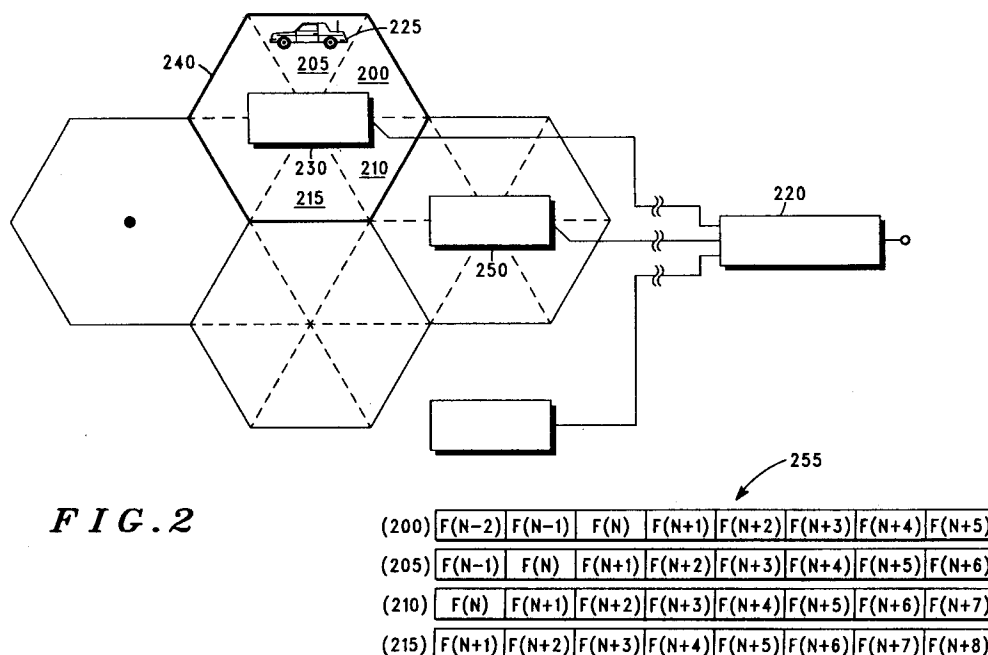 225
240
205
200
220
230
210
215
250
255
FIG.2
(200) F(N-2) F(N-1) F(N) F(N+1) F(N+2) F(N+3) F(N+4) F(N+5)
(205) F(N-1) F(N) F(N+1) F(N+2) F(N+3) F(N+4) F(N+5) F(N+6)
(210) F(N) F(N+1) F(N+2) F(N+3) F(N+4) F(N+5) F(N+6) F(N+7)
(215) F(N+1) F(N+2) F(N+3) F(N+4) F(N+5) F(N+6) F(N+7) F(N+8)